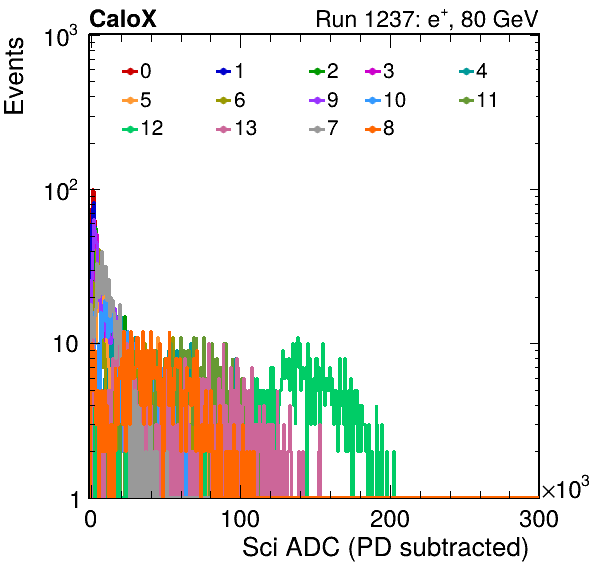 CaloX Run 1237: e⁺, 80 GeV
Events
10³
0 1 2 3 4
5 6 9 10 11
12 13 7 8
10²
10
1
0 100 200 300 ×10³
Sci ADC (PD subtracted)